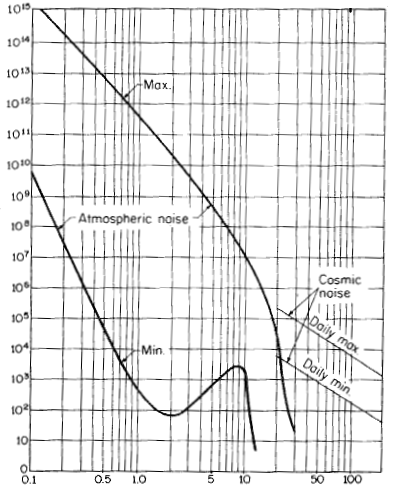 10¹⁵
10¹⁴
10¹³
10¹²
10¹¹
10¹⁰
10⁹
10⁸
10⁷
10⁶
10⁵
10⁴
10³
10²
10
0
Max.
Atmospheric noise
Cosmic
noise
Daily max
Daily min
Min.
0.1 0.5 1.0 5 10 50 100